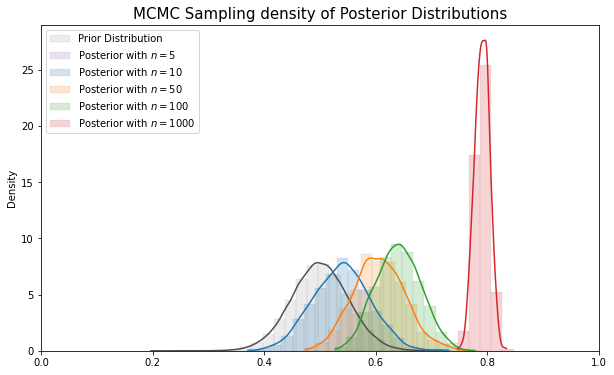 MCMC Sampling density of Posterior Distributions
Prior Distribution
Posterior with n = 5
Posterior with n = 10
Posterior with n = 50
Posterior with n = 100
Posterior with n = 1000
Density
25
20
15
10
5
0
0.0 0.2 0.4 0.6 0.8 1.0